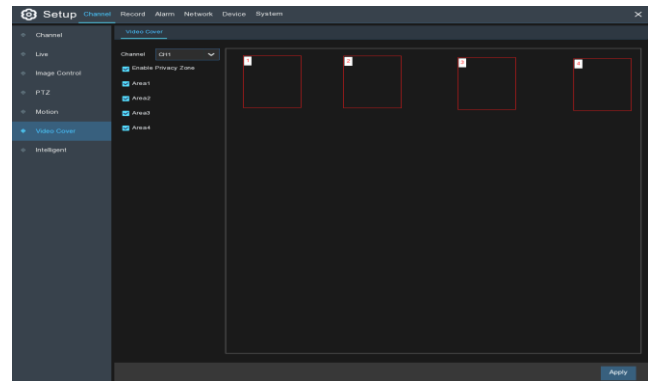 Setup Channel Record Alarm Network Device System
Channel
Video Cover
Live
Channel CH1
1 2 3 4
Image Control
Enable Privacy Zone
PTZ
Area1
Area2
Motion
Area3
Video Cover
Area4
Intelligent
Apply